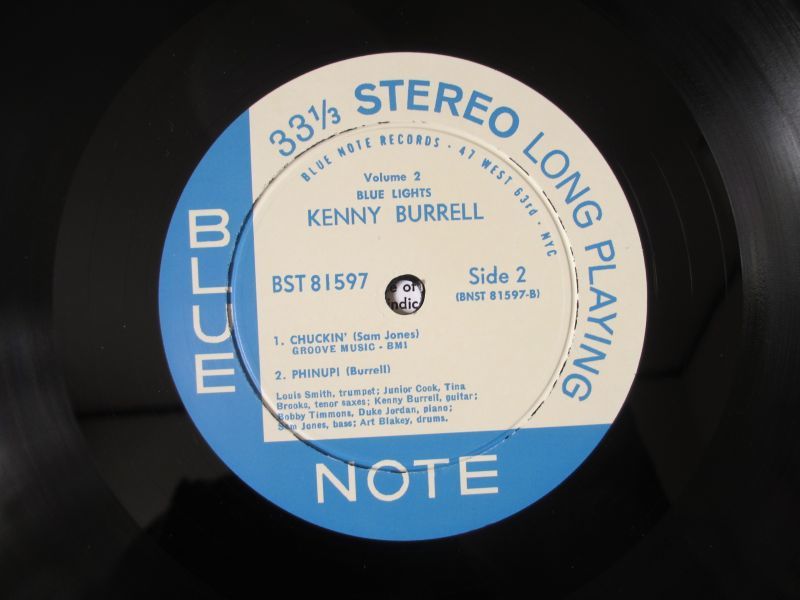 33⅓ STEREO LONG PLAYING
BLUE NOTE RECORDS · 47 WEST 63rd · NYC
Volume 2
BLUE LIGHTS
KENNY BURRELL
BST 81597
Side 2
(BNST 81597-B)
e of
ndic
1. CHUCKIN' (Sam Jones)
GROOVE MUSIC - BMI
2. PHINUPI (Burrell)
Louis Smith, trumpet; Junior Cook, Tina
Brooks, tenor saxes; Kenny Burrell, guitar;
Bobby Timmons, Duke Jordan, piano;
Sam Jones, bass; Art Blakey, drums.
BLUE
NOTE